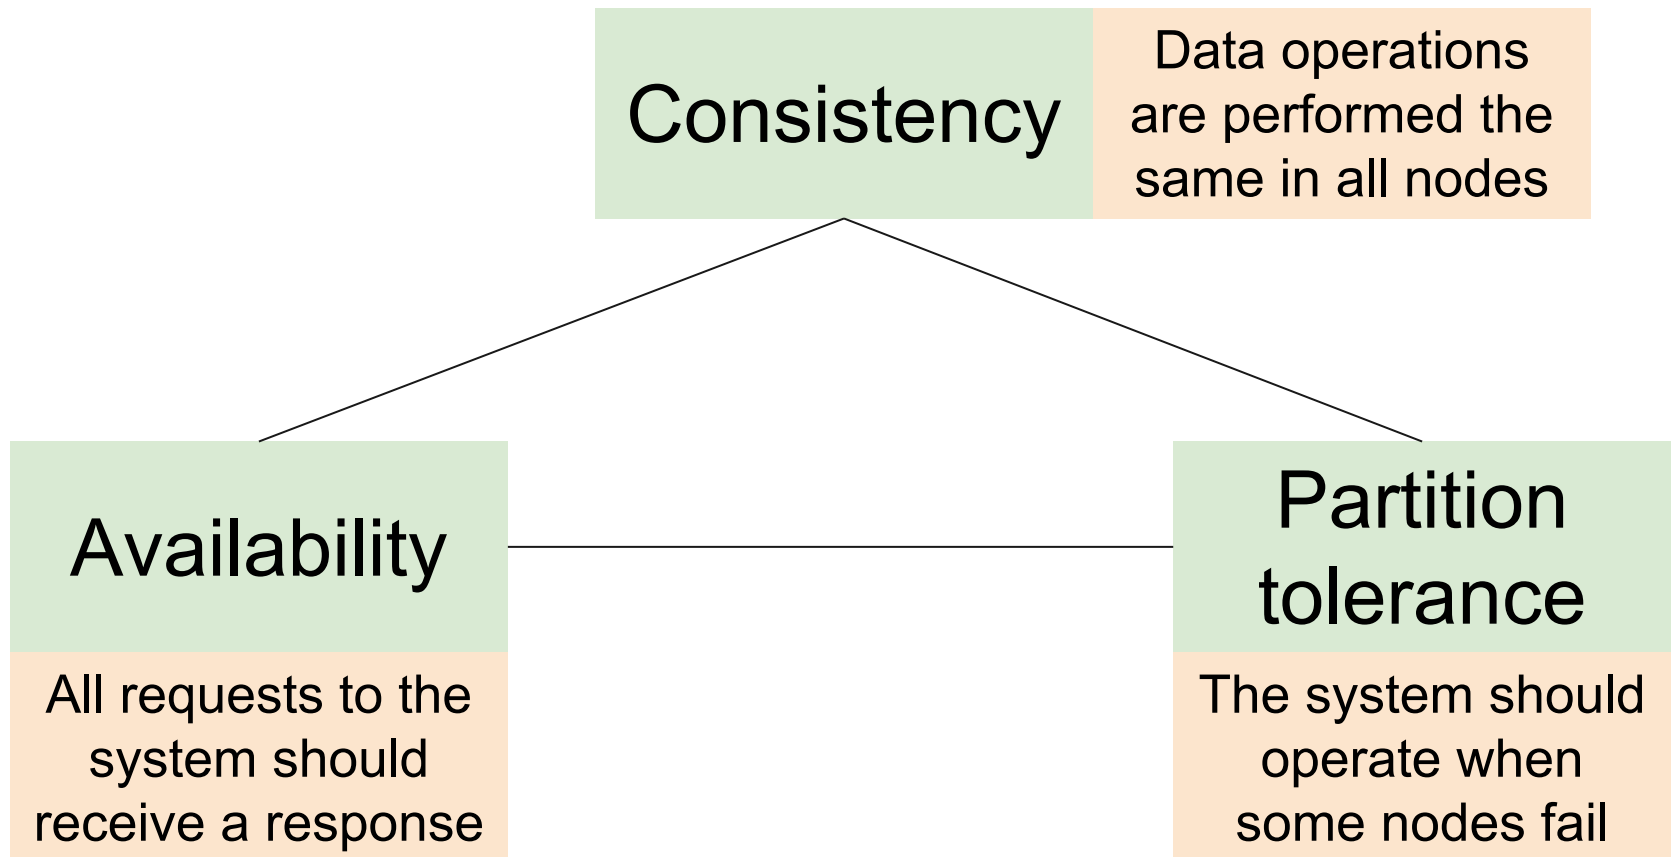 Consistency
Data operations
are performed the
same in all nodes
Availability
All requests to the
system should
receive a response
Partition
tolerance
The system should
operate when
some nodes fail